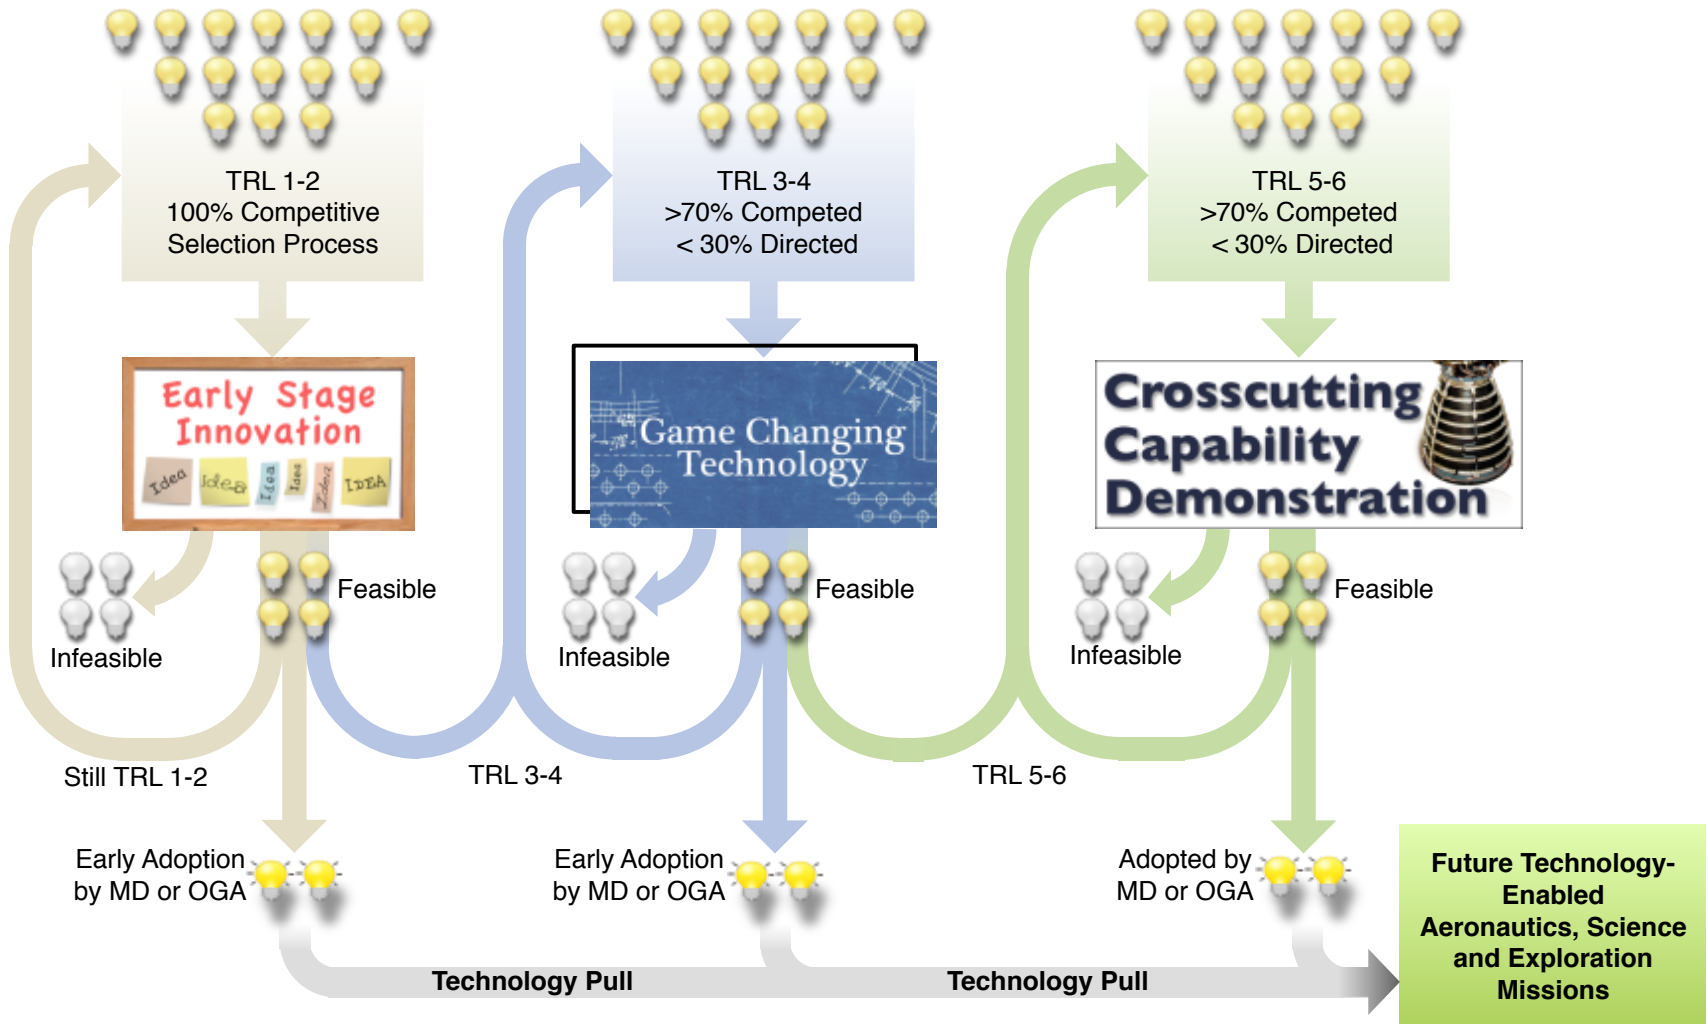 TRL 1-2
100% Competitive
Selection Process
TRL 3-4
>70% Competed
< 30% Directed
TRL 5-6
>70% Competed
< 30% Directed
Early Stage
Innovation
Idea
Idea
Idea
Idea
Idea
IDEA
Game Changing
Technology
Crosscutting
Capability
Demonstration
Infeasible
Feasible
Infeasible
Feasible
Infeasible
Feasible
Still TRL 1-2
TRL 3-4
TRL 5-6
Early Adoption
by MD or OGA
Early Adoption
by MD or OGA
Adopted by
MD or OGA
Technology Pull
Technology Pull
Future Technology-
Enabled
Aeronautics, Science
and Exploration
Missions